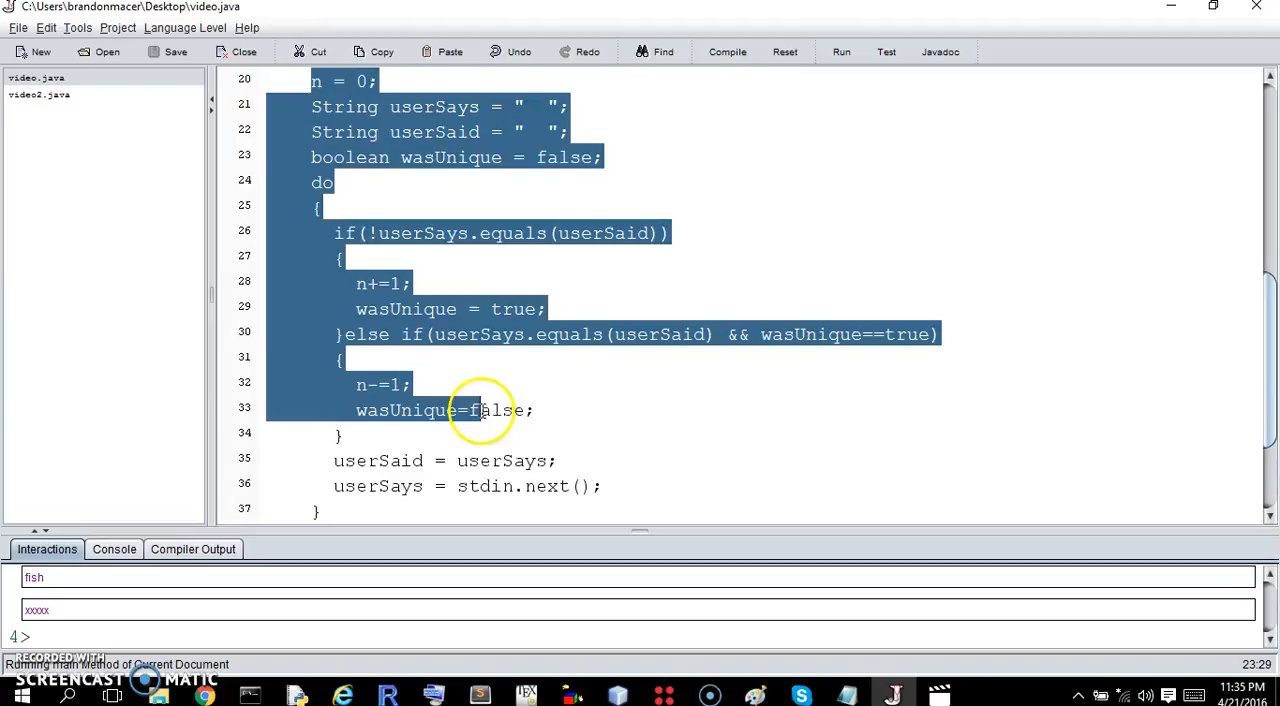 C:\Users\brandonmacer\Desktop\video.java
File Edit Tools Project Language Level Help
New Open Save Close Cut Copy Paste Undo Redo Find Compile Reset Run Test Javadoc
video.java
video2.java
20 n = 0;
21 String userSays = "  ";
22 String userSaid = "  ";
23 boolean wasUnique = false;
24 do
25 {
26 if(!userSays.equals(userSaid))
27 {
28 n+=1;
29 wasUnique = true;
30 }else if(userSays.equals(userSaid) && wasUnique==true)
31 {
32 n-=1;
33 wasUnique=false;
34 }
35 userSaid = userSays;
36 userSays = stdin.next();
37 }
Interactions Console Compiler Output
fish
xxxxx
4>
Running main Method of Current Document 23:29
RECORDED WITH
SCREENCAST MATIC
11:35 PM
4/21/2016